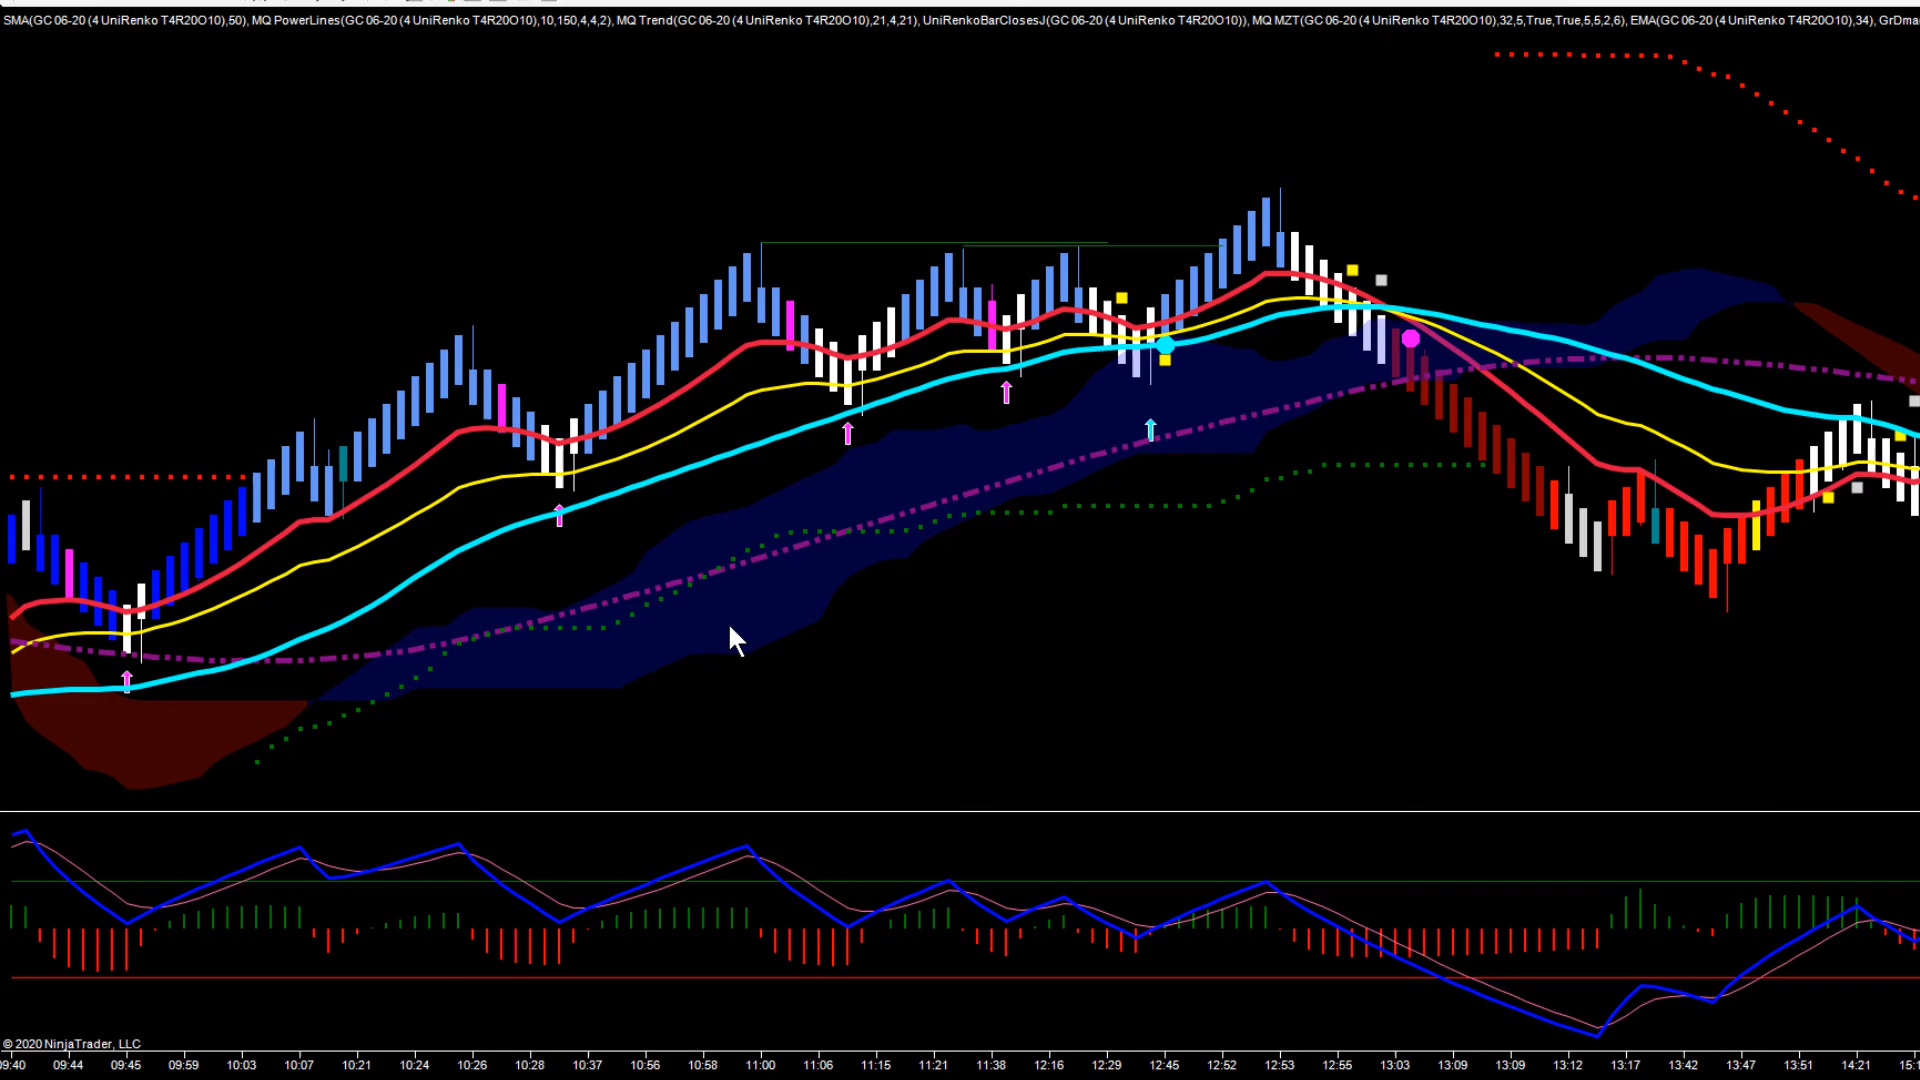 SMA(GC 06-20 (4 UniRenko T4R20O10),50), MQ PowerLines(GC 06-20 (4 UniRenko T4R20O10),10,150,4,4,2), MQ Trend(GC 06-20 (4 UniRenko T4R20O10),21,4,21), UniRenkoBarClosesJ(GC 06-20 (4 UniRenko T4R20O10)), MQ MZT(GC 06-20 (4 UniRenko T4R20O10),32,5,True,True,5,5,2,6), EMA(GC 06-20 (4 UniRenko T4R20O10),34), GrDma
© 2020 NinjaTrader, LLC
09:40 09:44 09:45 09:59 10:03 10:07 10:21 10:24 10:26 10:28 10:37 10:56 10:58 11:00 11:06 11:15 11:21 11:38 12:16 12:29 12:45 12:52 12:53 12:55 13:03 13:09 13:09 13:12 13:17 13:42 13:47 13:51 14:21